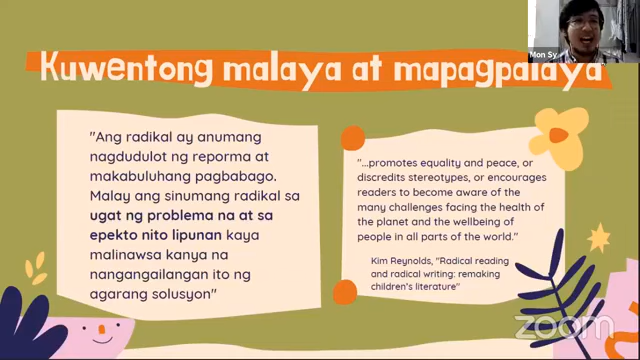 Mon Sy
Kuwentong malaya at mapagpalaya
"Ang radikal ay anumang
nagdudulot ng reporma at
makabuluhang pagbabago.
Malay ang sinumang radikal sa
ugat ng problema na at sa
epekto nito lipunan kaya
malinawsa kanya na
nangangailangan ito ng
agarang solusyon"
"...promotes equality and peace, or
discredits stereotypes, or encourages
readers to become aware of the
many challenges facing the health of
the planet and the wellbeing of
people in all parts of the world."
Kim Reynolds, "Radical reading
and radical writing: remaking
children's literature"
zoom